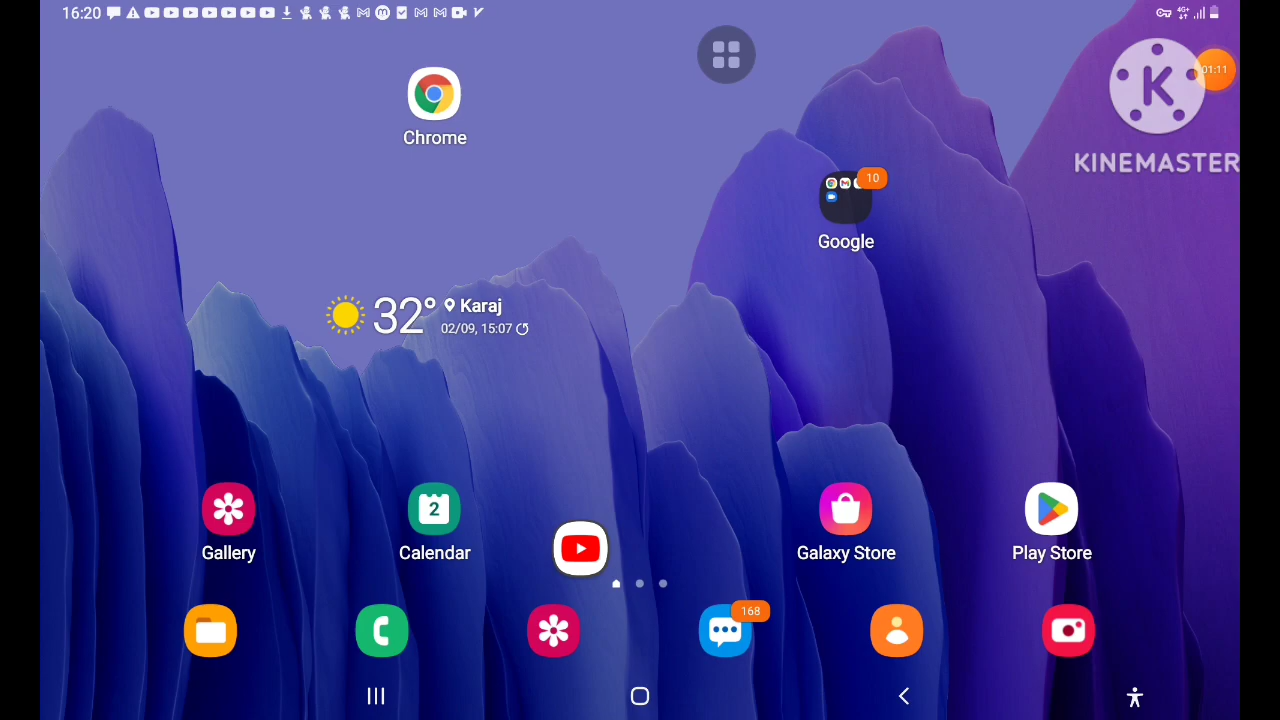 16:20
4G+
01:11
K
KINEMASTER
Chrome
10
Google
32° Karaj
02/09, 15:07
2
Gallery
Calendar
Galaxy Store
Play Store
168